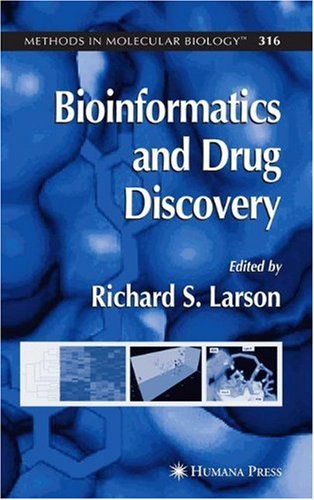 METHODS IN MOLECULAR BIOLOGY™ 316
Bioinformatics
and Drug
Discovery
Edited by
Richard S. Larson
HUMANA PRESS